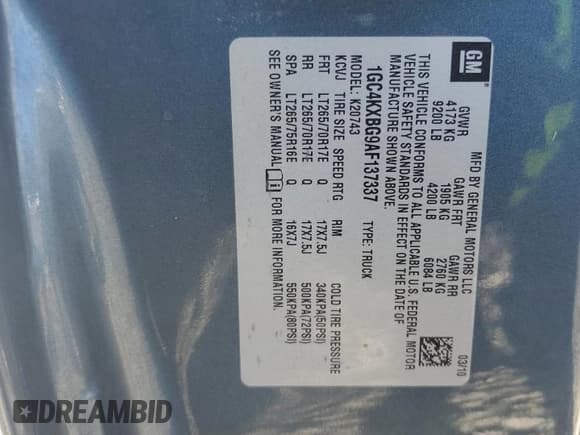 GM
MFD BY GENERAL MOTORS LLC
03/10
GVWR GAWR FRT GAWR RR
4173 KG 1905 KG 2760 KG
9200 LB 4200 LB 6084 LB
THIS VEHICLE CONFORMS TO ALL APPLICABLE U.S. FEDERAL MOTOR
VEHICLE SAFETY STANDARDS IN EFFECT ON THE DATE OF
MANUFACTURE SHOWN ABOVE.
1GC4KXBG9AF137337 TYPE: TRUCK
MODEL: K20743
KCVJ TIRE SIZE SPEED RTG RIM COLD TIRE PRESSURE
FRT LT265/70R17E Q 17X7.5J 340KPA(50PSI)
RR LT265/70R17E Q 17X7.5J 500KPA(72PSI)
SPA LT265/75R16E Q 16X7J 550KPA(80PSI)
SEE OWNER'S MANUAL i FOR MORE INFORMATION.
DREAMBID